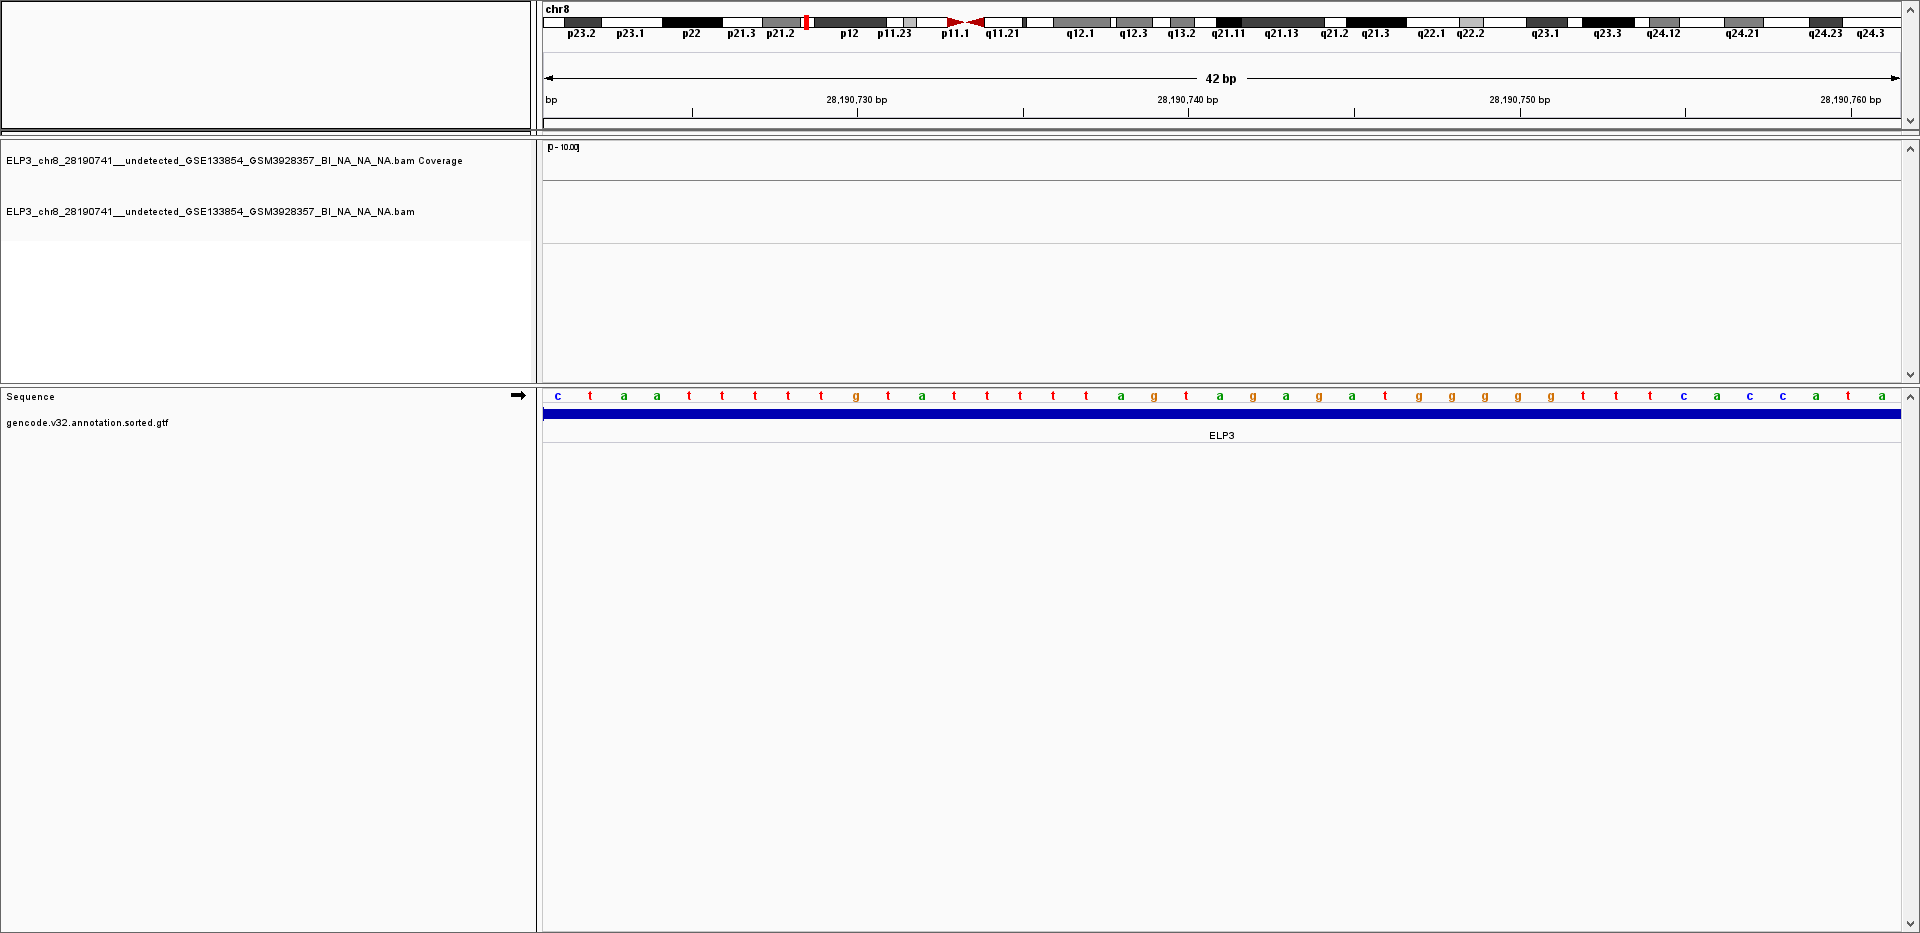 chr8
p23.2 p23.1 p22 p21.3 p21.2 p12 p11.23 p11.1 q11.21 q12.1 q12.3 q13.2 q21.11 q21.13 q21.2 q21.3 q22.1 q22.2 q23.1 q23.3 q24.12 q24.21 q24.23 q24.3
42 bp
bp 28,190,730 bp 28,190,740 bp 28,190,750 bp 28,190,760 bp
[0 - 10.00]
ELP3_chr8_28190741__undetected_GSE133854_GSM3928357_BI_NA_NA_NA.bam Coverage
ELP3_chr8_28190741__undetected_GSE133854_GSM3928357_BI_NA_NA_NA.bam
Sequence c t a a t t t t t g t a t t t t t a g t a g a g a t g g g g g t t t c a c c a t a
gencode.v32.annotation.sorted.gtf
ELP3